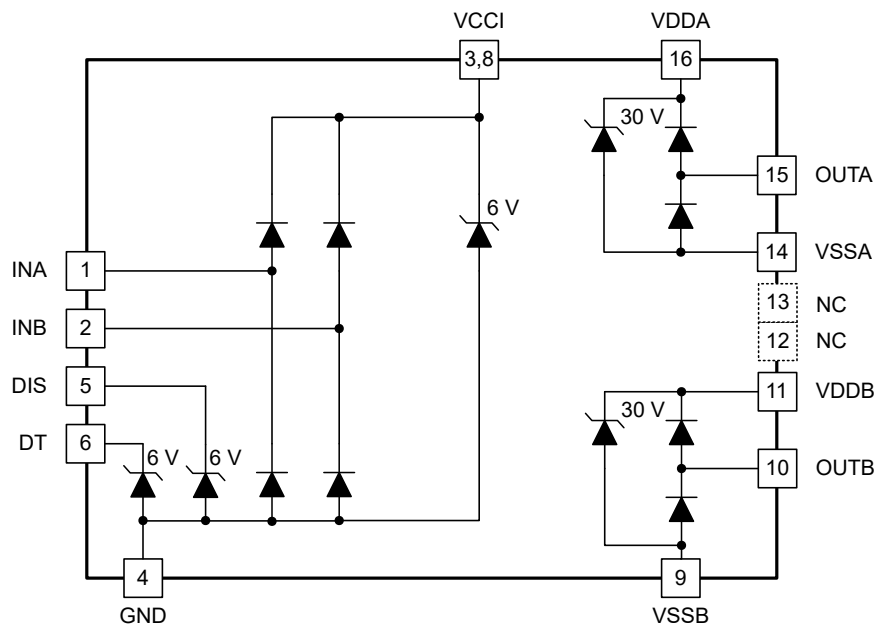 VCCI
VDDA
3,8
16
30 V
15
OUTA
6 V
14
VSSA
INA
1
13
NC
INB
2
12
NC
DIS
5
11
VDDB
30 V
DT
6
6 V
6 V
10
OUTB
4
9
GND
VSSB